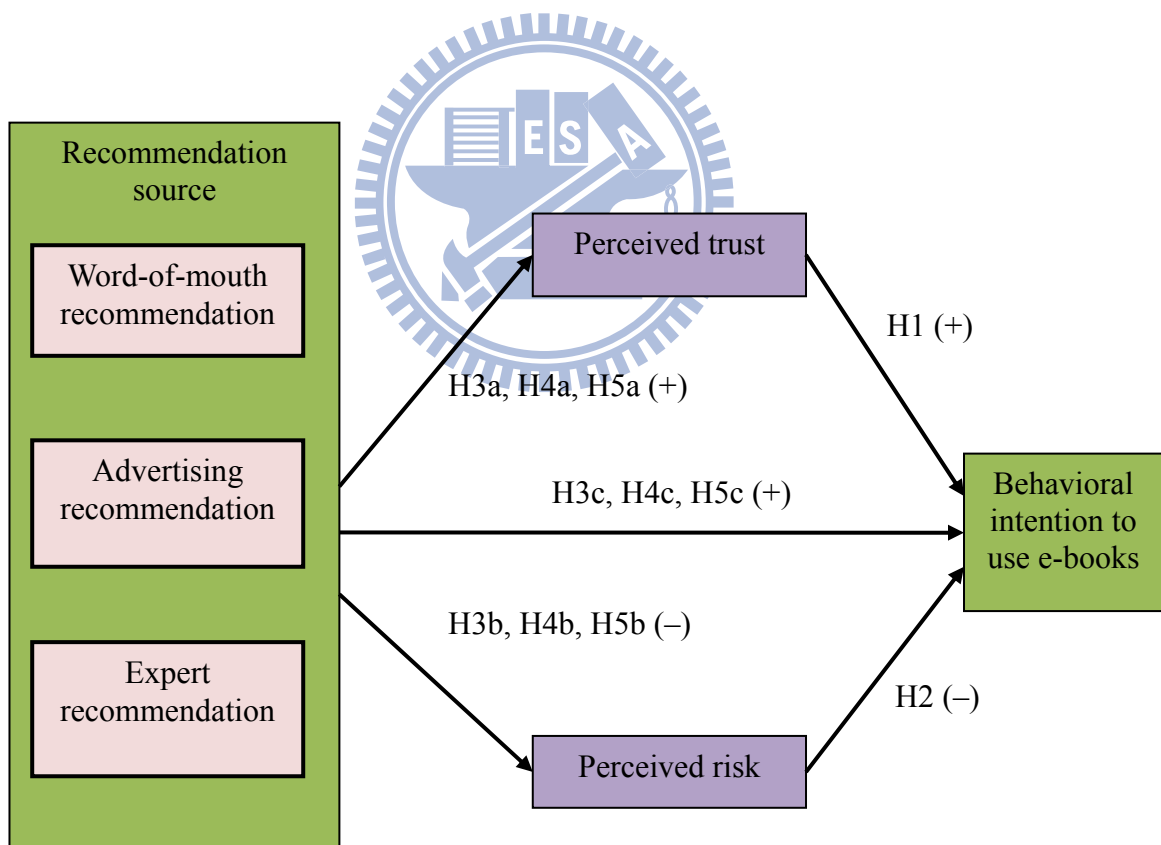 E S A
Recommendation
source
Word-of-mouth
recommendation
Advertising
recommendation
Expert
recommendation
Perceived trust
H1 (+)
H3a, H4a, H5a (+)
H3c, H4c, H5c (+)
Behavioral
intention to
use e-books
H3b, H4b, H5b (–)
H2 (–)
Perceived risk